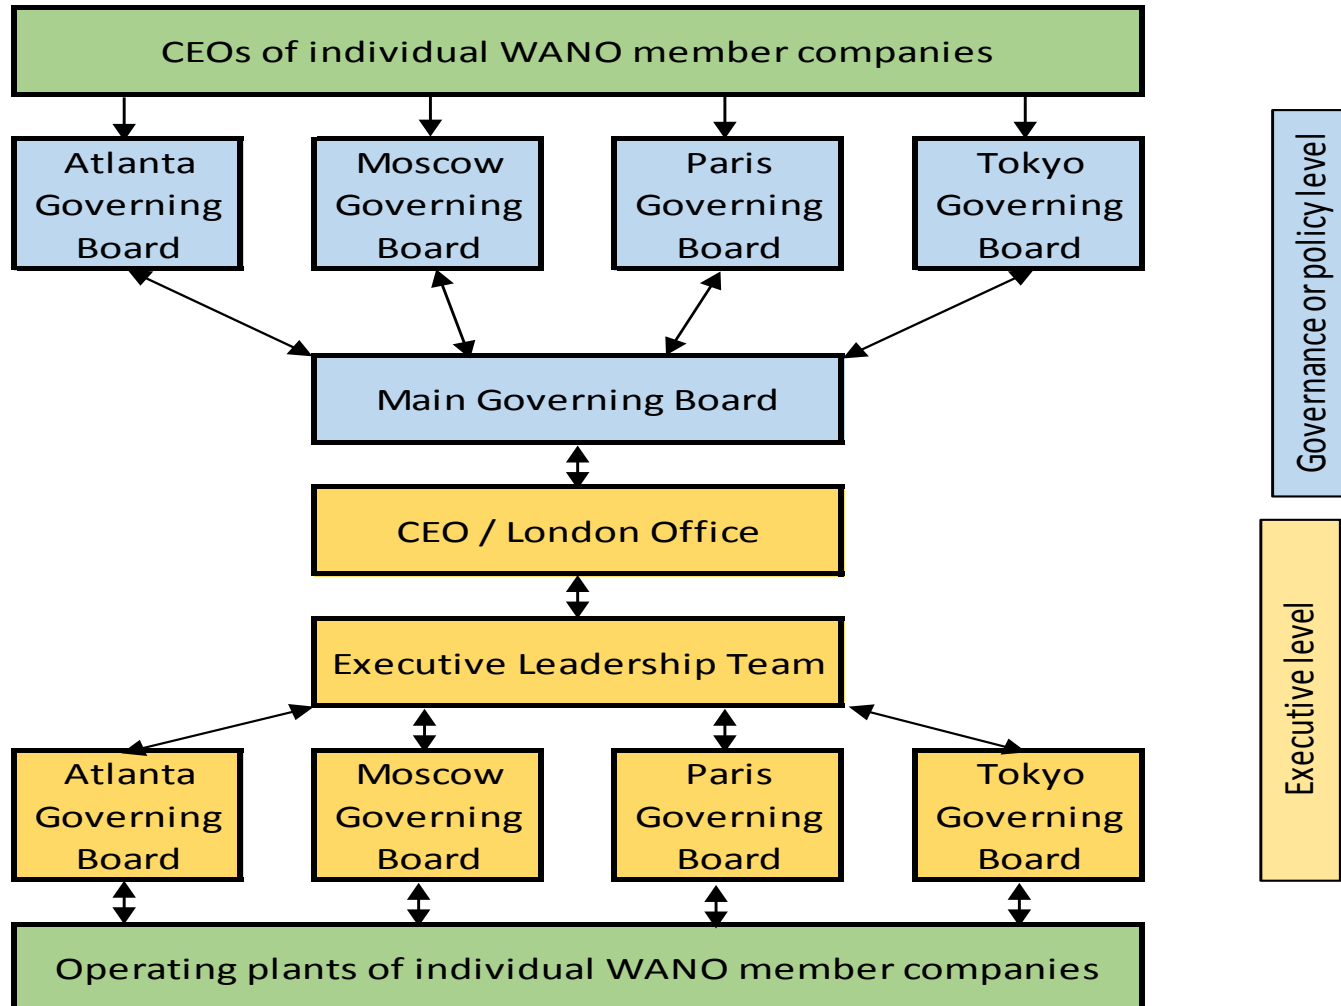 CEOs of individual WANO member companies
Atlanta
Governing
Board
Moscow
Governing
Board
Paris
Governing
Board
Tokyo
Governing
Board
Governance or policy level
Main Governing Board
CEO / London Office
Executive Leadership Team
Executive level
Atlanta
Governing
Board
Moscow
Governing
Board
Paris
Governing
Board
Tokyo
Governing
Board
Operating plants of individual WANO member companies